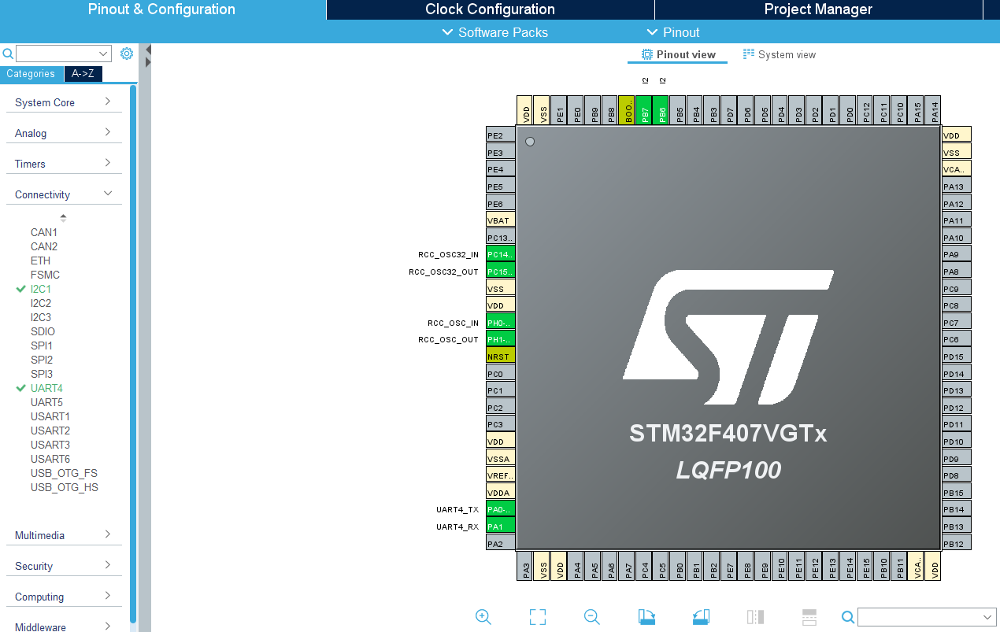 Pinout & Configuration
Clock Configuration
Project Manager
Software Packs
Pinout
Categories
A->Z
System Core
Analog
Timers
Connectivity
CAN1
CAN2
ETH
FSMC
I2C1
I2C2
I2C3
SDIO
SPI1
SPI2
SPI3
UART4
UART5
USART1
USART2
USART3
USART6
USB_OTG_FS
USB_OTG_HS
Multimedia
Security
Computing
Middleware
Pinout view
System view
I2
I2
VDD
VSS
PE1
PE0
PB9
PB8
BOO..
PB7
PB6
PB5
PB4
PB3
PD7
PD6
PD5
PD4
PD3
PD2
PD1
PD0
PC12
PC11
PC10
PA15
PA14
PE2
PE3
PE4
PE5
PE6
VBAT
PC13..
RCC_OSC32_IN PC14..
RCC_OSC32_OUT PC15..
VSS
VDD
RCC_OSC_IN PH0-..
RCC_OSC_OUT PH1-..
NRST
PC0
PC1
PC2
PC3
VDD
VSSA
VREF..
VDDA
UART4_TX PA0-..
UART4_RX PA1
PA2
ST
STM32F407VGTx
LQFP100
VDD
VSS
VCA..
PA13
PA12
PA11
PA10
PA9
PA8
PC9
PC8
PC7
PC6
PD15
PD14
PD13
PD12
PD11
PD10
PD9
PD8
PB15
PB14
PB13
PB12
PA3
VSS
VDD
PA4
PA5
PA6
PA7
PC4
PC5
PB0
PB1
PB2
PE7
PE8
PE9
PE10
PE11
PE12
PE13
PE14
PE15
PB10
PB11
VCA..
VDD